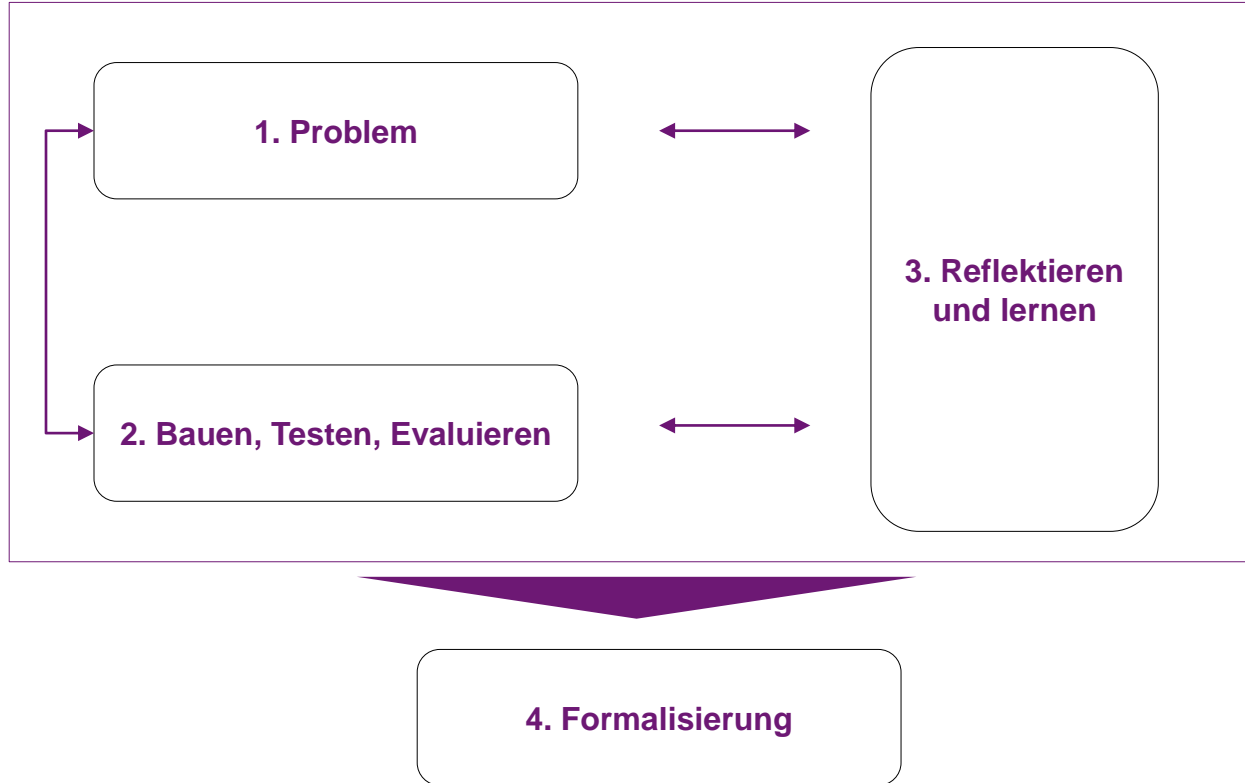 1. Problem
3. Reflektieren
und lernen
2. Bauen, Testen, Evaluieren
4. Formalisierung